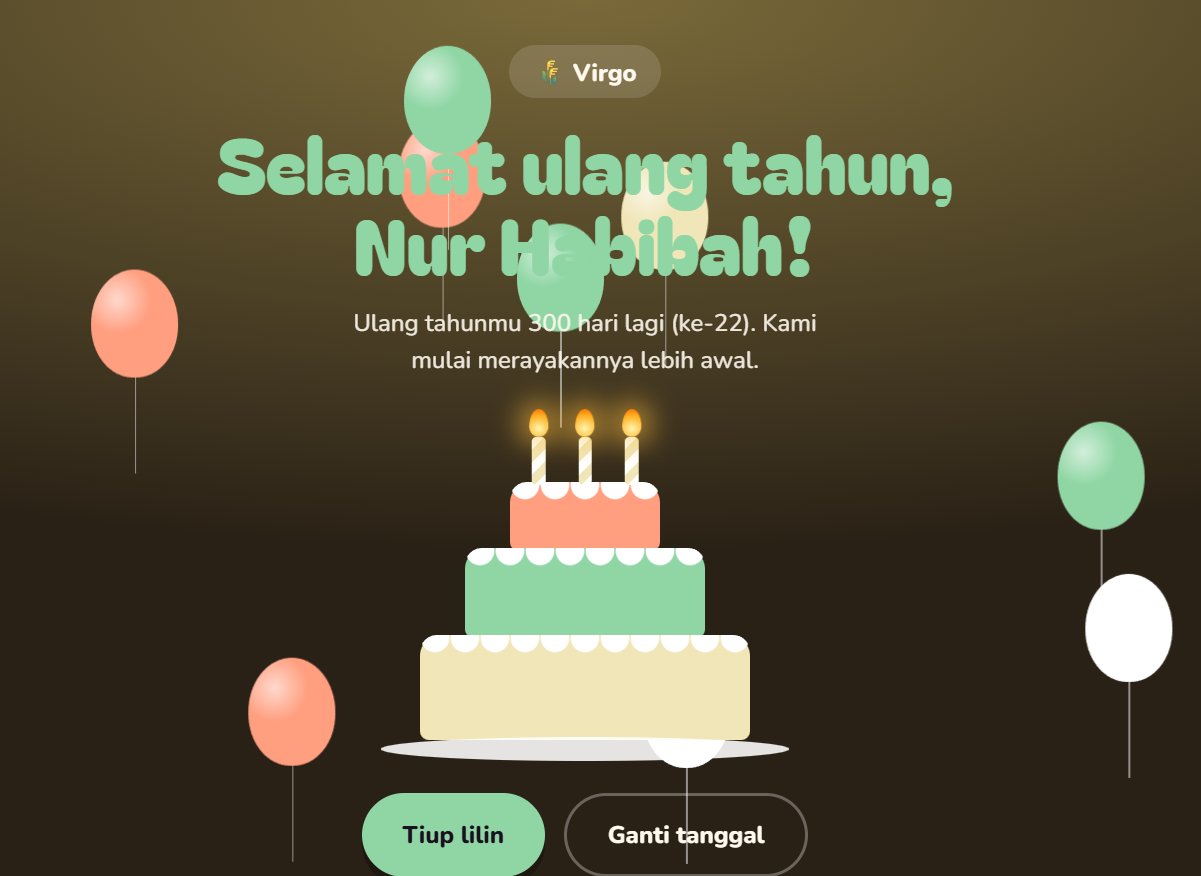 Virgo
Selamat ulang tahun,
Nur Habibah!
Ulang tahunmu 300 hari lagi (ke-22). Kami
mulai merayakannya lebih awal.
Tiup lilin
Ganti tanggal